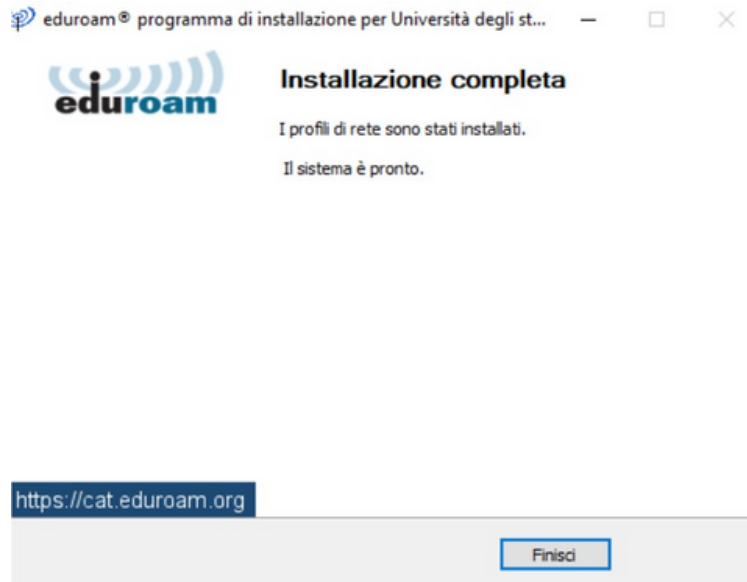 eduroam® programma di installazione per Università degli st...
eduroam
Installazione completa
I profili di rete sono stati installati.
Il sistema è pronto.
https://cat.eduroam.org
Finisci